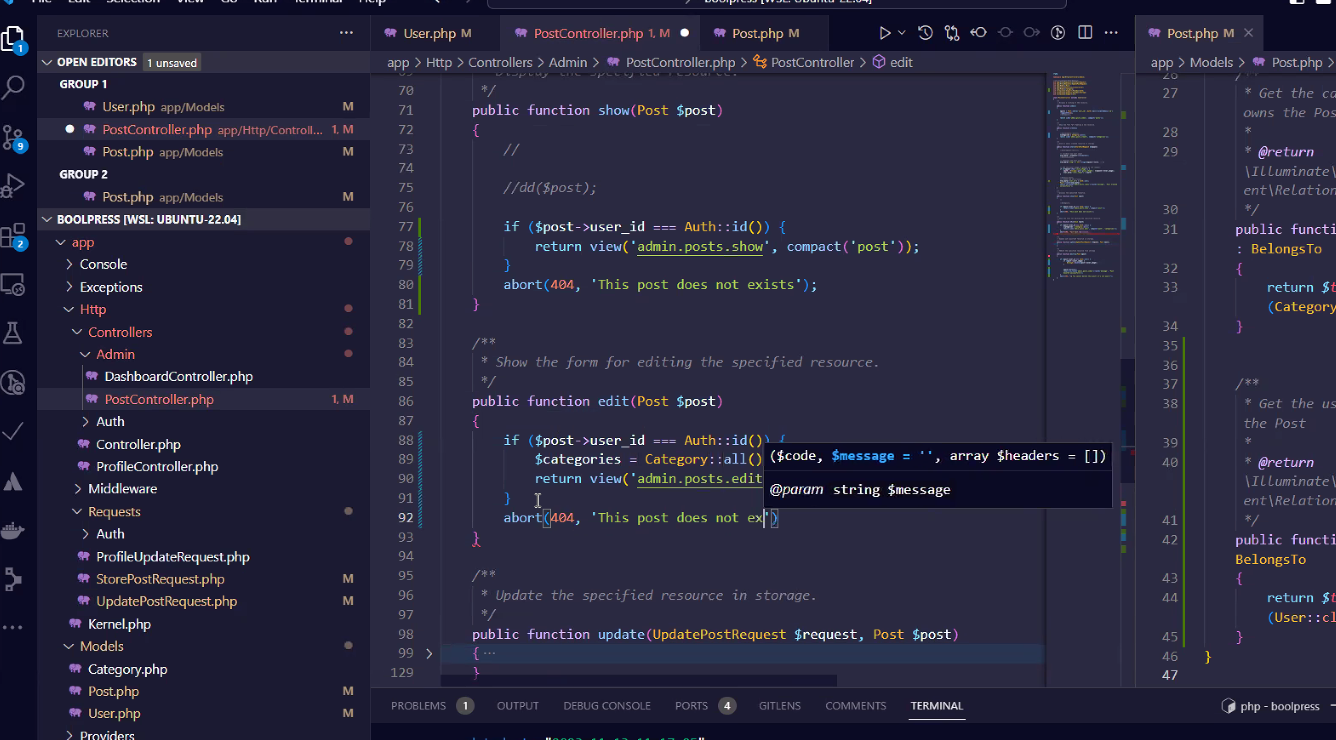 File Edit Selection View Go Run Terminal Help
boolpress [WSL: Ubuntu-22.04]
EXPLORER
OPEN EDITORS 1 unsaved
GROUP 1
User.php app/Models M
PostController.php app/Http/Controll... 1, M
Post.php app/Models M
GROUP 2
Post.php app/Models M
BOOLPRESS [WSL: UBUNTU-22.04]
app
Console
Exceptions
Http
Controllers
Admin
DashboardController.php
PostController.php 1, M
Auth
Controller.php
ProfileController.php
Middleware
Requests
Auth
ProfileUpdateRequest.php
StorePostRequest.php M
UpdatePostRequest.php M
Kernel.php
Models
Category.php
Post.php M
User.php M
Providers
1
9
2
User.php M
PostController.php 1, M
Post.php M
app > Http > Controllers > Admin > PostController.php > PostController > edit
* Display the specified resource.
70 */
71 public function show(Post $post)
72 {
73 //
74
75 //dd($post);
76
77 if ($post->user_id === Auth::id()) {
78 return view('admin.posts.show', compact('post'));
79 }
80 abort(404, 'This post does not exists');
81 }
82
83 /**
84 * Show the form for editing the specified resource.
85 */
86 public function edit(Post $post)
87 {
88 if ($post->user_id === Auth::id()) {
89 $categories = Category::all()
90 return view('admin.posts.edit
91 }
92 abort(404, 'This post does not ex')
93 }
94
95 /**
96 * Update the specified resource in storage.
97 */
98 public function update(UpdatePostRequest $request, Post $post)
99 { ...
129 }
($code, $message = '', array $headers = [])
@param string $message
Post.php M
app > Models > Post.php >
27 * Get the ca
owns the Post
28 *
29 * @return
\Illuminate\
ent\Relation
30 */
31 public functio
: BelongsTo
32 {
33 return $t
(Category
34 }
35
36
37 /**
38 * Get the us
the Post
39 *
40 * @return
\Illuminate\
ent\Relation
41 */
42 public functio
BelongsTo
43 {
44 return $t
(User::cl
45 }
46 }
47
PROBLEMS 1 OUTPUT DEBUG CONSOLE PORTS 4 GITLENS COMMENTS TERMINAL
php - boolpress